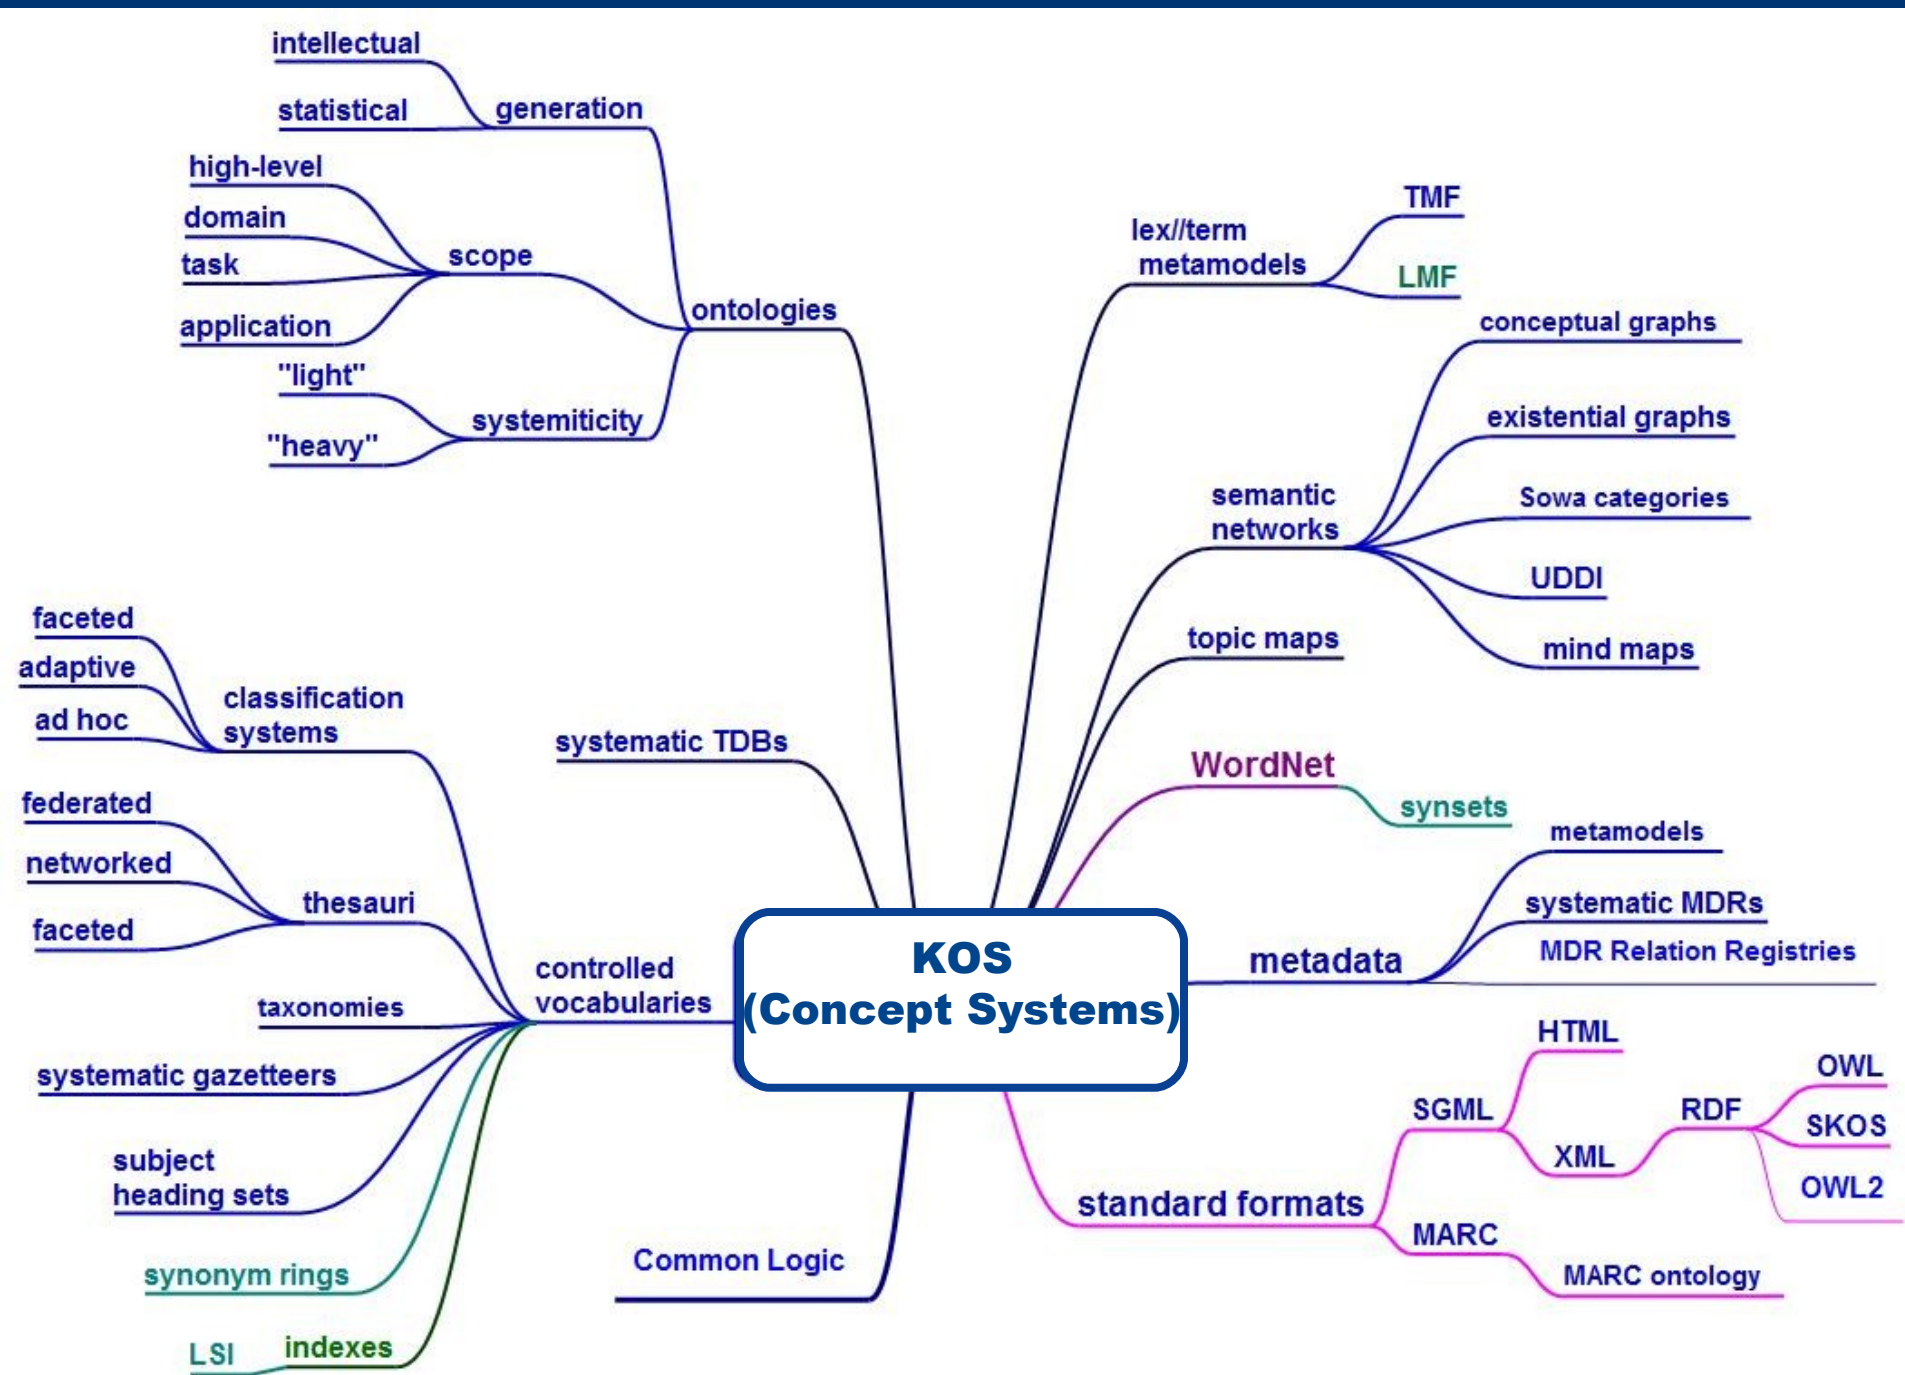 intellectual
statistical
generation
high-level
domain
task
application
scope
"light"
"heavy"
systemiticity
ontologies
lex//term
metamodels
TMF
LMF
conceptual graphs
existential graphs
Sowa categories
UDDI
mind maps
semantic
networks
topic maps
faceted
adaptive
ad hoc
classification
systems
systematic TDBs
WordNet
synsets
federated
networked
faceted
thesauri
metamodels
systematic MDRs
MDR Relation Registries
metadata
KOS
(Concept Systems)
controlled
vocabularies
taxonomies
systematic gazetteers
subject
heading sets
synonym rings
LSI
indexes
Common Logic
standard formats
SGML
HTML
XML
RDF
OWL
SKOS
OWL2
MARC
MARC ontology